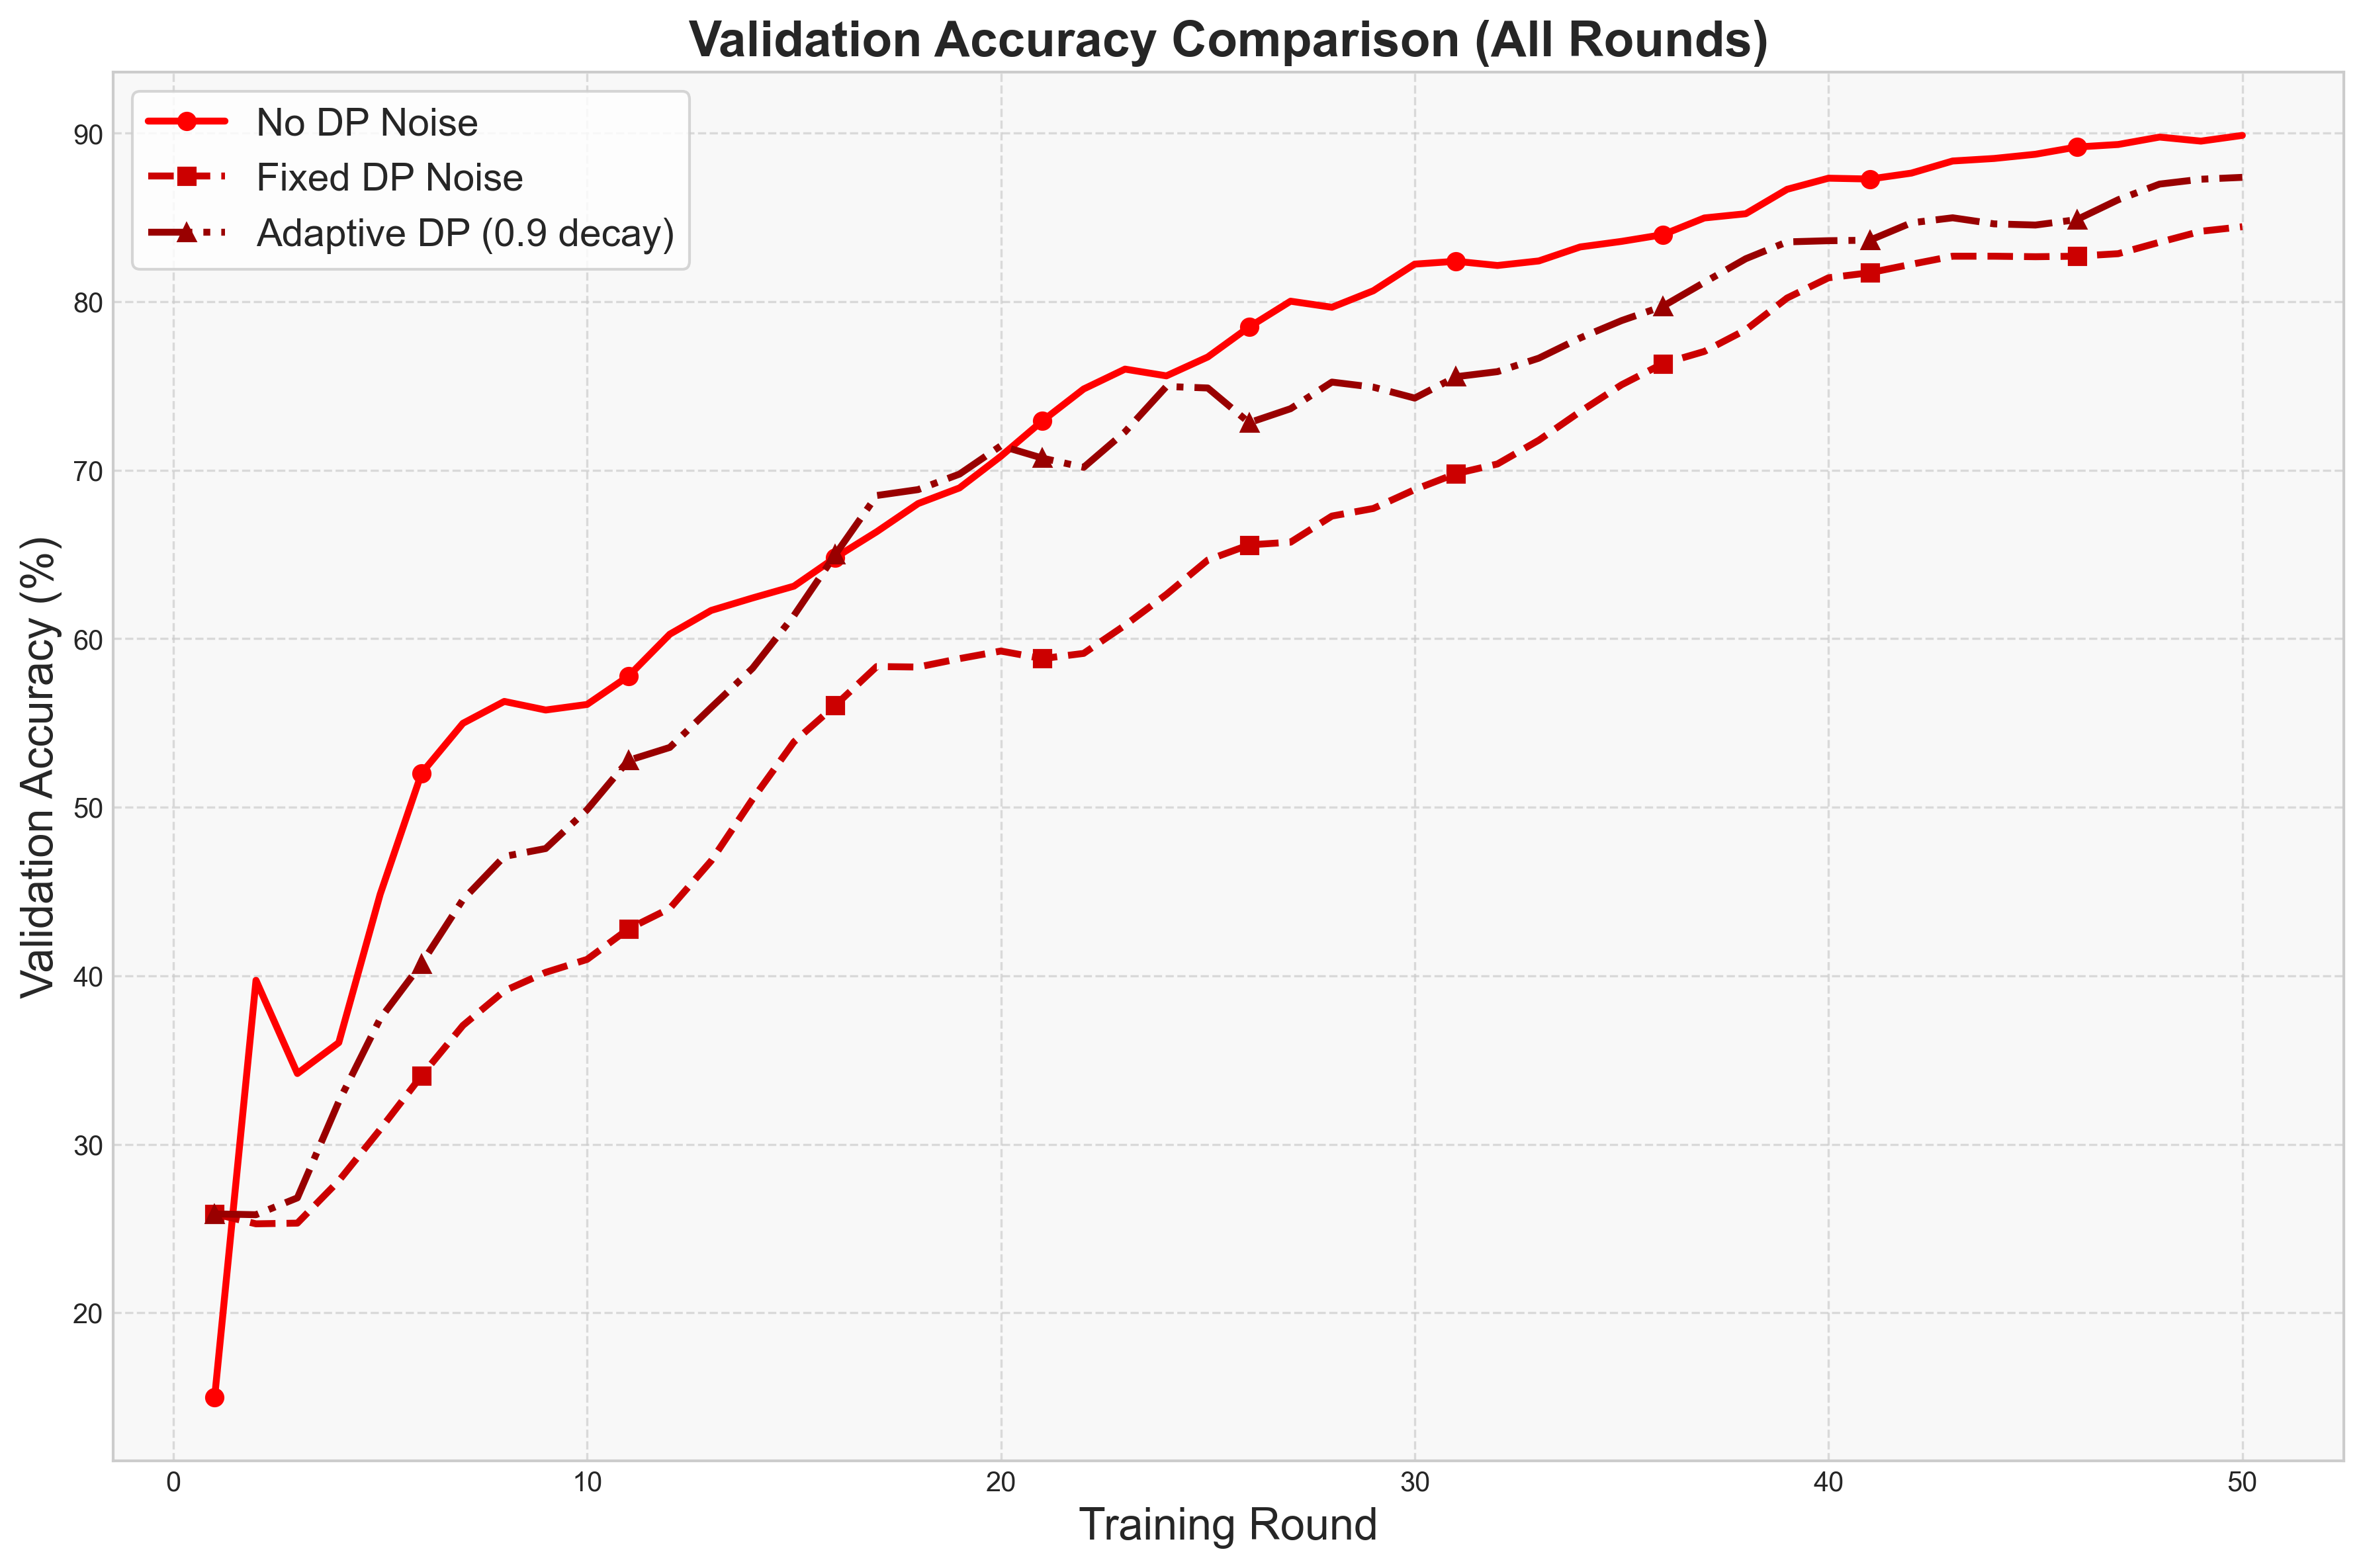 Validation Accuracy Comparison (All Rounds)
No DP Noise
Fixed DP Noise
Adaptive DP (0.9 decay)
Validation Accuracy (%)
90
80
70
60
50
40
30
20
0 10 20 30 40 50
Training Round